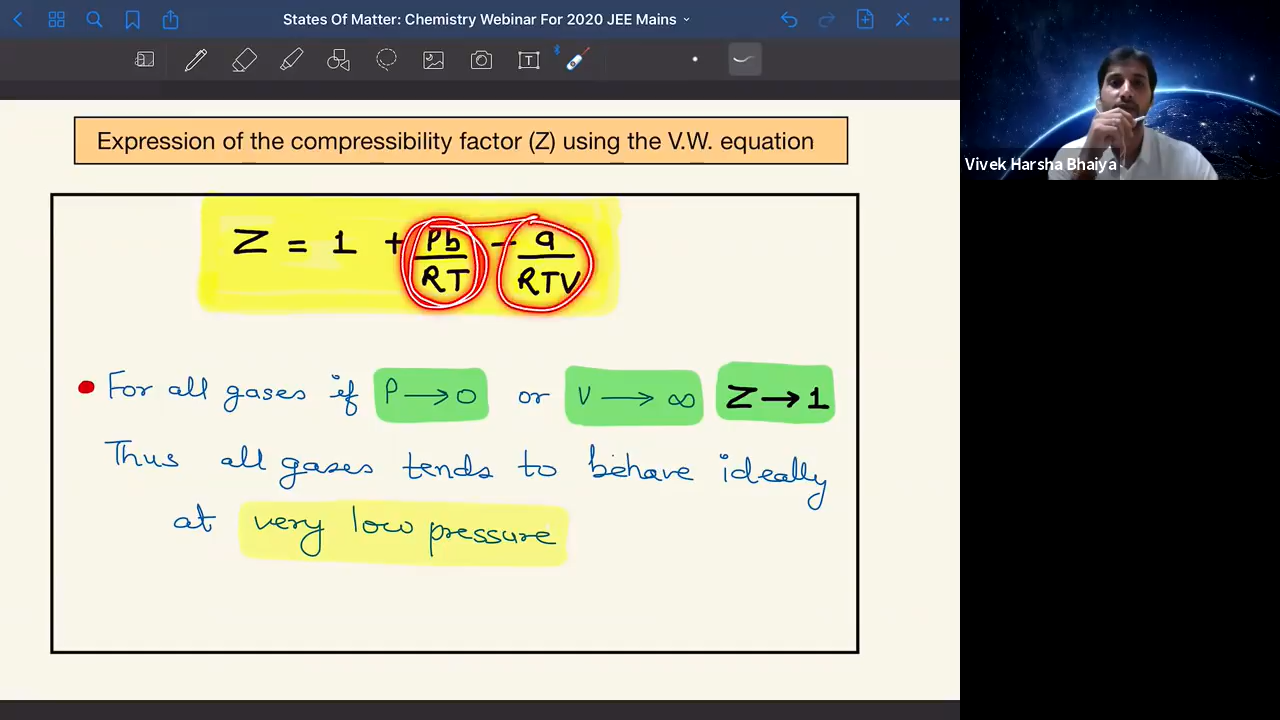 States Of Matter: Chemistry Webinar For 2020 JEE Mains
T
Vivek Harsha Bhaiya
Expression of the compressibility factor (Z) using the V.W. equation
Z = 1 + Pb/RT - a/RTV
For all gases if P → 0 or V → ∞ Z → 1
Thus all gases tends to behave ideally
at very low pressure